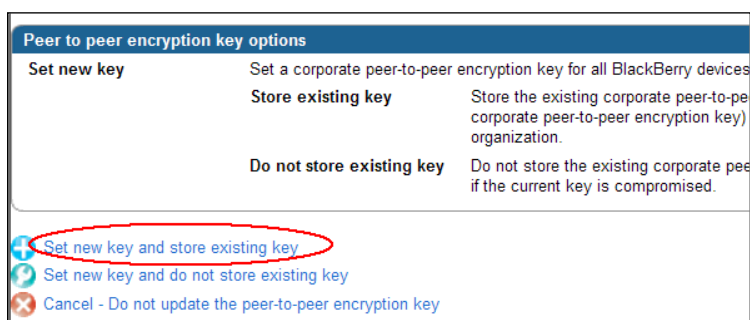 Peer to peer encryption key options
Set new key Set a corporate peer-to-peer encryption key for all BlackBerry devices
Store existing key Store the existing corporate peer-to-pe
corporate peer-to-peer encryption key)
organization.
Do not store existing key Do not store the existing corporate pee
if the current key is compromised.
Set new key and store existing key
Set new key and do not store existing key
Cancel - Do not update the peer-to-peer encryption key